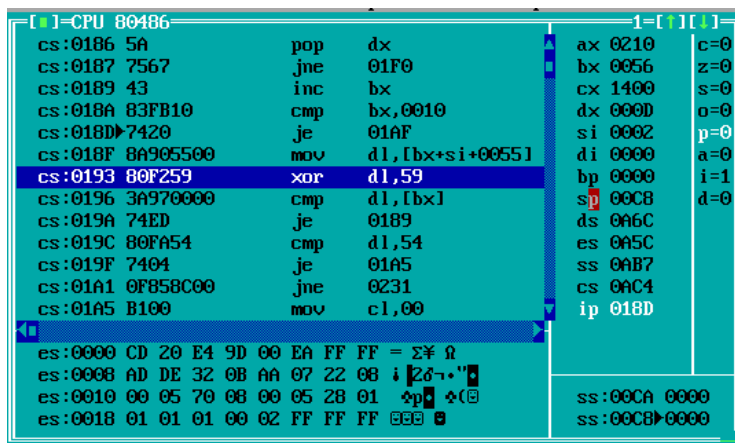 [■]=CPU 80486 1=[↑][↓]
cs:0186 5A pop dx ax 0210 c=0
cs:0187 7567 jne 01F0 bx 0056 z=0
cs:0189 43 inc bx cx 1400 s=0
cs:018A 83FB10 cmp bx,0010 dx 000D o=0
cs:018D▶7420 je 01AF si 0002 p=0
cs:018F 8A905500 mov dl,[bx+si+0055] di 0000 a=0
cs:0193 80F259 xor dl,59 bp 0000 i=1
cs:0196 3A970000 cmp dl,[bx] sp 00C8 d=0
cs:019A 74ED je 0189 ds 0A6C
cs:019C 80FA54 cmp dl,54 es 0A5C
cs:019F 7404 je 01A5 ss 0AB7
cs:01A1 0F858C00 jne 0231 cs 0AC4
cs:01A5 B100 mov cl,00 ip 018D
es:0000 CD 20 E4 9D 00 EA FF FF = Σ¥ Ω
es:0008 AD DE 32 0B AA 07 22 08 ¡ 2♂¬•"◘
es:0010 00 05 70 08 00 05 28 01 ♣p◘ ♣(☺ ss:00CA 0000
es:0018 01 01 01 00 02 FF FF FF ☺☺☺ ☻ ss:00C8▶0000